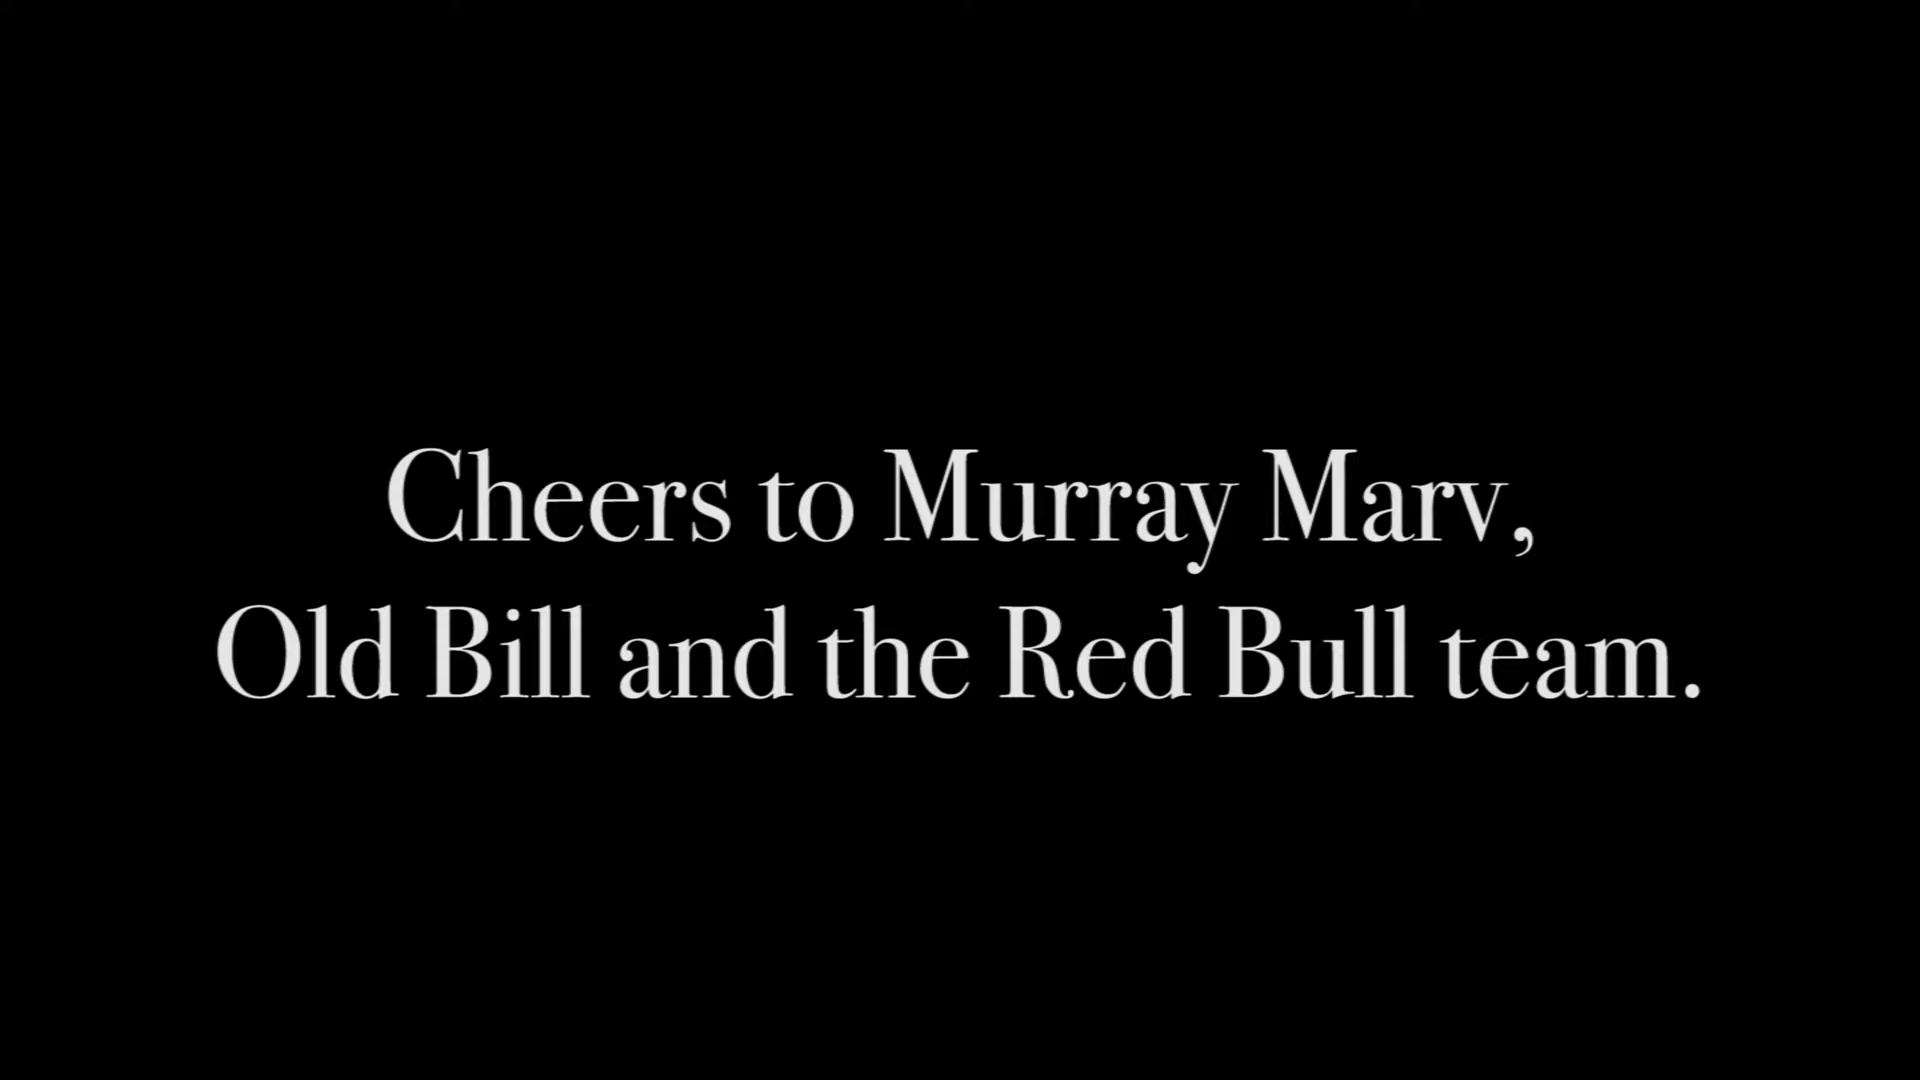 Cheers to Murray Marv,
Old Bill and the Red Bull team.